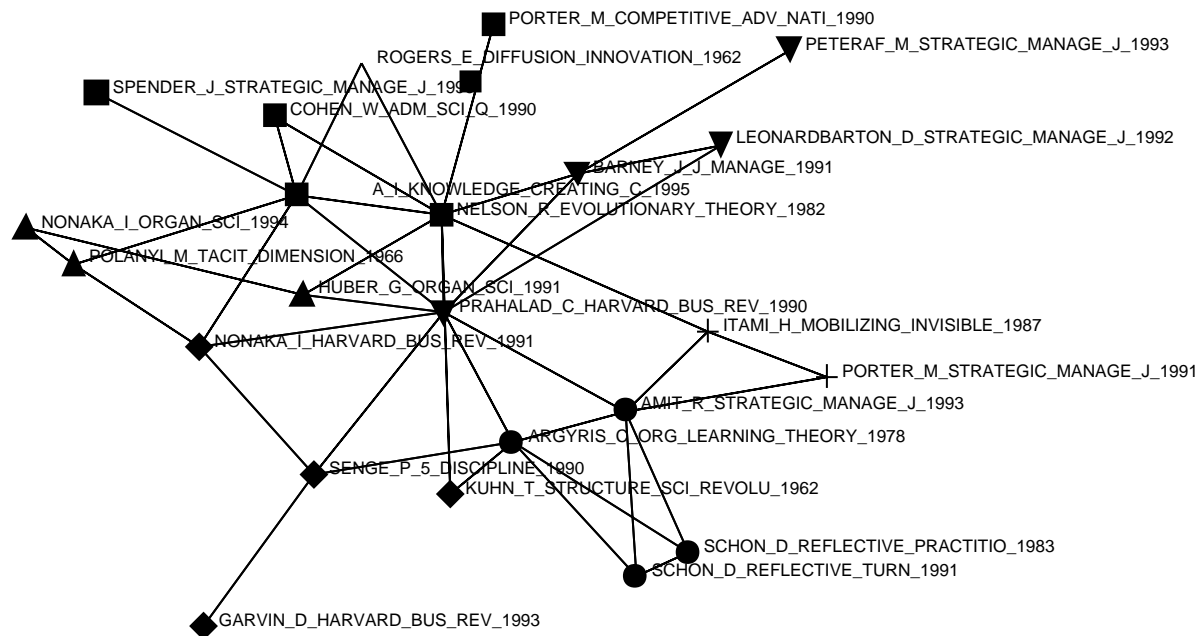 PORTER_M_COMPETITIVE_ADV_NATI_1990
PETERAF_M_STRATEGIC_MANAGE_J_1993
ROGERS_E_DIFFUSION_INNOVATION_1962
SPENDER_J_STRATEGIC_MANAGE_J_199
COHEN_W_ADM_SCI_Q_1990
LEONARDBARTON_D_STRATEGIC_MANAGE_J_1992
BARNEY_J_J_MANAGE_1991
A_I_KNOWLEDGE_CREATING_C_1995
NELSON_R_EVOLUTIONARY_THEORY_1982
NONAKA_I_ORGAN_SCI_1994
POLANYI_M_TACIT_DIMENSION_1966
HUBER_G_ORGAN_SCI_1991
PRAHALAD_C_HARVARD_BUS_REV_1990
ITAMI_H_MOBILIZING_INVISIBLE_1987
NONAKA_I_HARVARD_BUS_REV_1991
PORTER_M_STRATEGIC_MANAGE_J_1991
AMIT_R_STRATEGIC_MANAGE_J_1993
ARGYRIS_C_ORG_LEARNING_THEORY_1978
SENGE_P_5_DISCIPLINE_1990
KUHN_T_STRUCTURE_SCI_REVOLU_1962
SCHON_D_REFLECTIVE_PRACTITIO_1983
SCHON_D_REFLECTIVE_TURN_1991
GARVIN_D_HARVARD_BUS_REV_1993